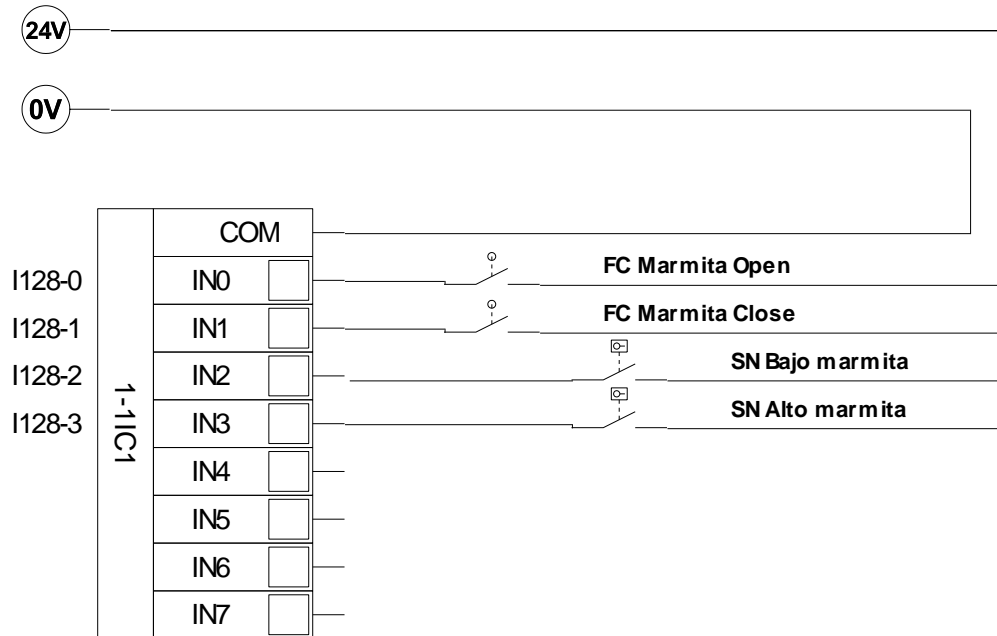 24V
0V
COM
I128-0 IN0 FC Marmita Open
I128-1 IN1 FC Marmita Close
I128-2 IN2 SN Bajo marmita
I128-3 IN3 SN Alto marmita
1-1IC1
IN4
IN5
IN6
IN7